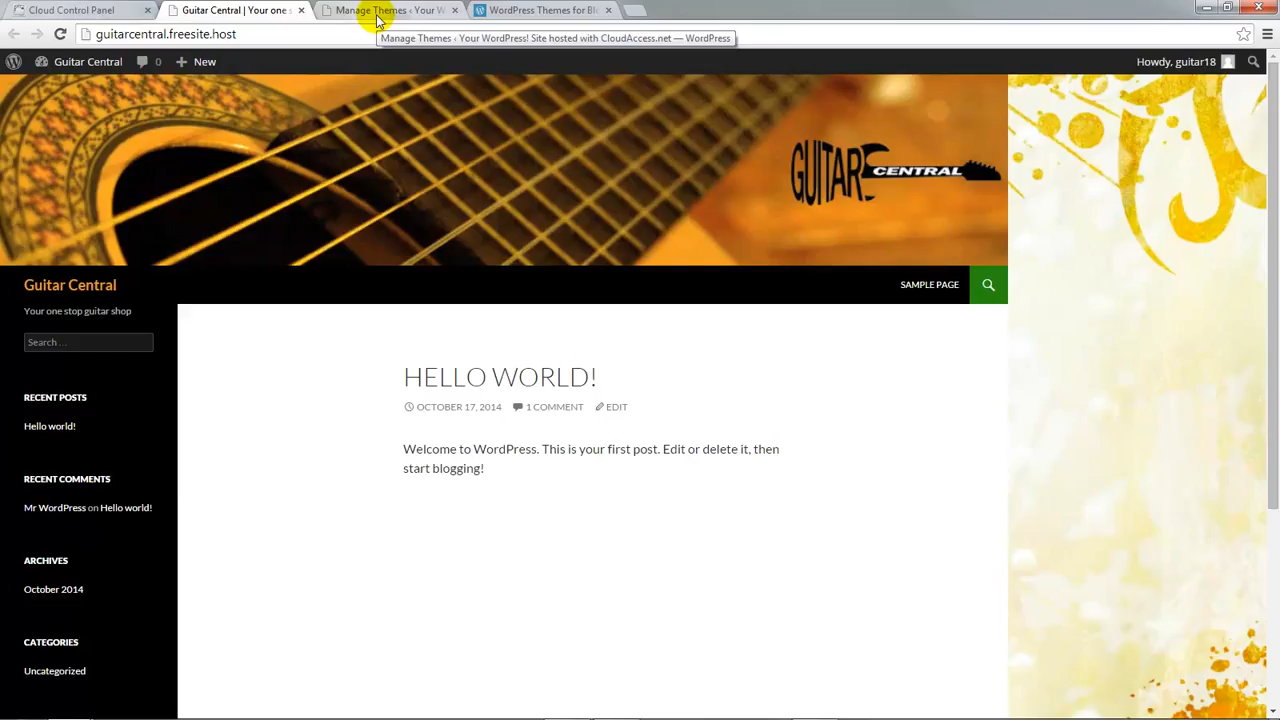 Cloud Control Panel
Guitar Central | Your one s
Manage Themes ‹ Your W
WordPress Themes for Bl
guitarcentral.freesite.host
Manage Themes ‹ Your WordPress! Site hosted with CloudAccess.net — WordPress
Guitar Central
0
New
Howdy, guitar18
GUITAR CENTRAL
Guitar Central
SAMPLE PAGE
Your one stop guitar shop
Search …
HELLO WORLD!
OCTOBER 17, 2014
1 COMMENT
EDIT
Welcome to WordPress. This is your first post. Edit or delete it, then
start blogging!
RECENT POSTS
Hello world!
RECENT COMMENTS
Mr WordPress on Hello world!
ARCHIVES
October 2014
CATEGORIES
Uncategorized